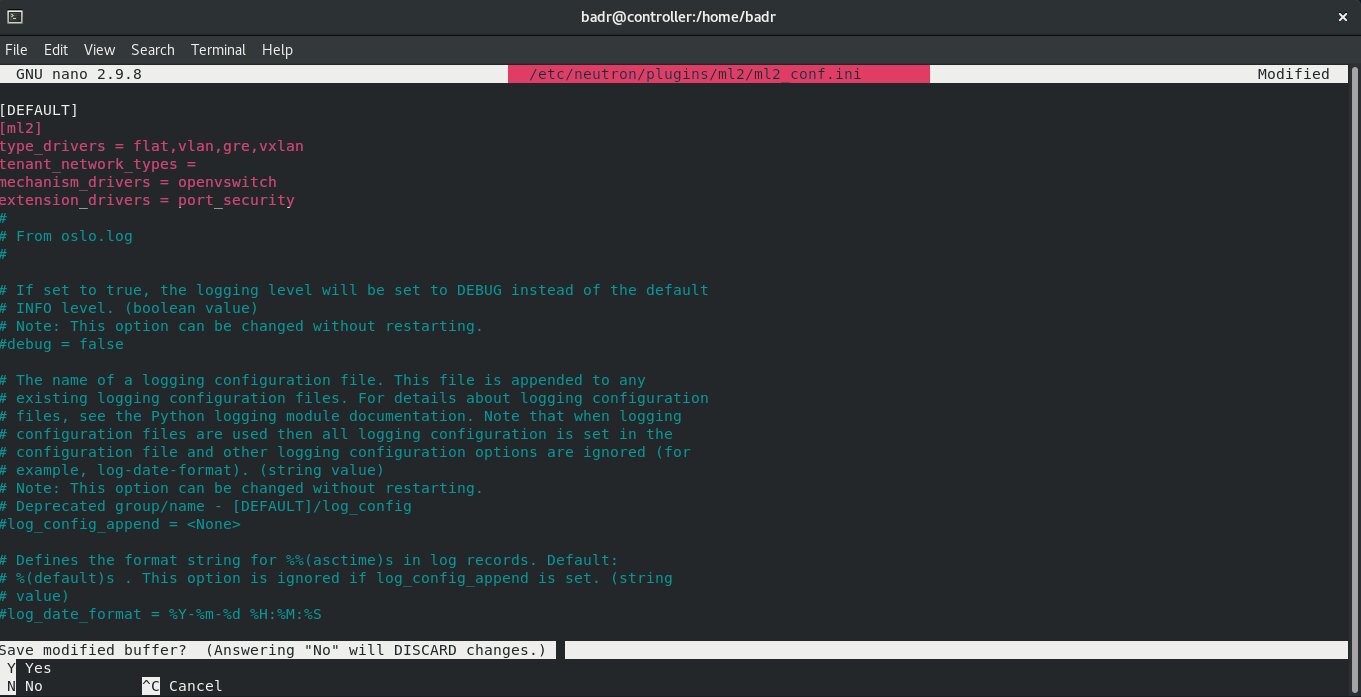 badr@controller:/home/badr
×
File Edit View Search Terminal Help
GNU nano 2.9.8 /etc/neutron/plugins/ml2/ml2_conf.ini Modified
[DEFAULT]
[ml2]
type_drivers = flat,vlan,gre,vxlan
tenant_network_types =
mechanism_drivers = openvswitch
extension_drivers = port_security
#
# From oslo.log
#
# If set to true, the logging level will be set to DEBUG instead of the default
# INFO level. (boolean value)
# Note: This option can be changed without restarting.
#debug = false
# The name of a logging configuration file. This file is appended to any
# existing logging configuration files. For details about logging configuration
# files, see the Python logging module documentation. Note that when logging
# configuration files are used then all logging configuration is set in the
# configuration file and other logging configuration options are ignored (for
# example, log-date-format). (string value)
# Note: This option can be changed without restarting.
# Deprecated group/name - [DEFAULT]/log_config
#log_config_append = <None>
# Defines the format string for %%(asctime)s in log records. Default:
# %(default)s . This option is ignored if log_config_append is set. (string
# value)
#log_date_format = %Y-%m-%d %H:%M:%S
Save modified buffer? (Answering "No" will DISCARD changes.)
Y Yes
N No ^C Cancel